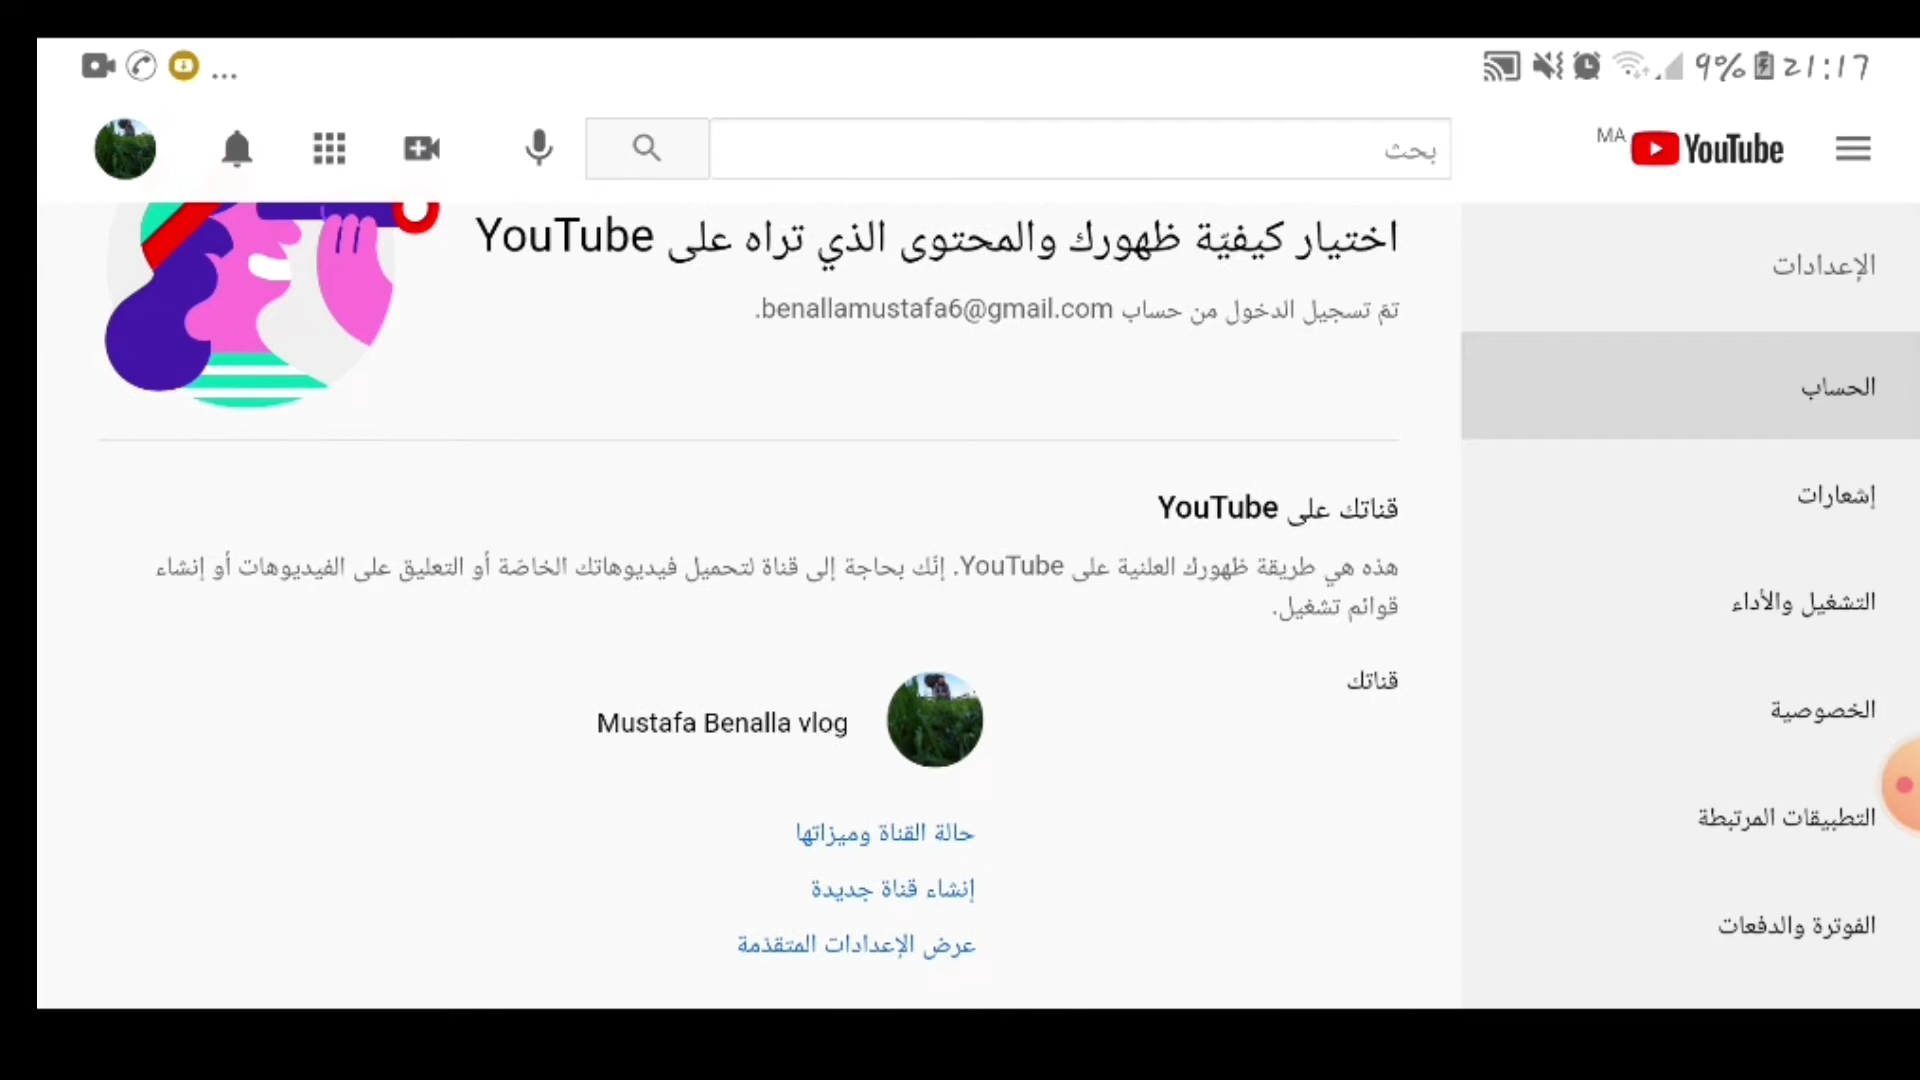 9% 21:17
MA YouTube
بحث
الإعدادات
الحساب
إشعارات
التشغيل والأداء
الخصوصية
التطبيقات المرتبطة
الفوترة والدفعات
اختيار كيفيّة ظهورك والمحتوى الذي تراه على YouTube
تمّ تسجيل الدخول من حساب benallamustafa6@gmail.com.
قناتك على YouTube
هذه هي طريقة ظهورك العلنية على YouTube. إنّك بحاجة إلى قناة لتحميل فيديوهاتك الخاصّة أو التعليق على الفيديوهات أو إنشاء
قوائم تشغيل.
قناتك
Mustafa Benalla vlog
حالة القناة وميزاتها
إنشاء قناة جديدة
عرض الإعدادات المتقدّمة